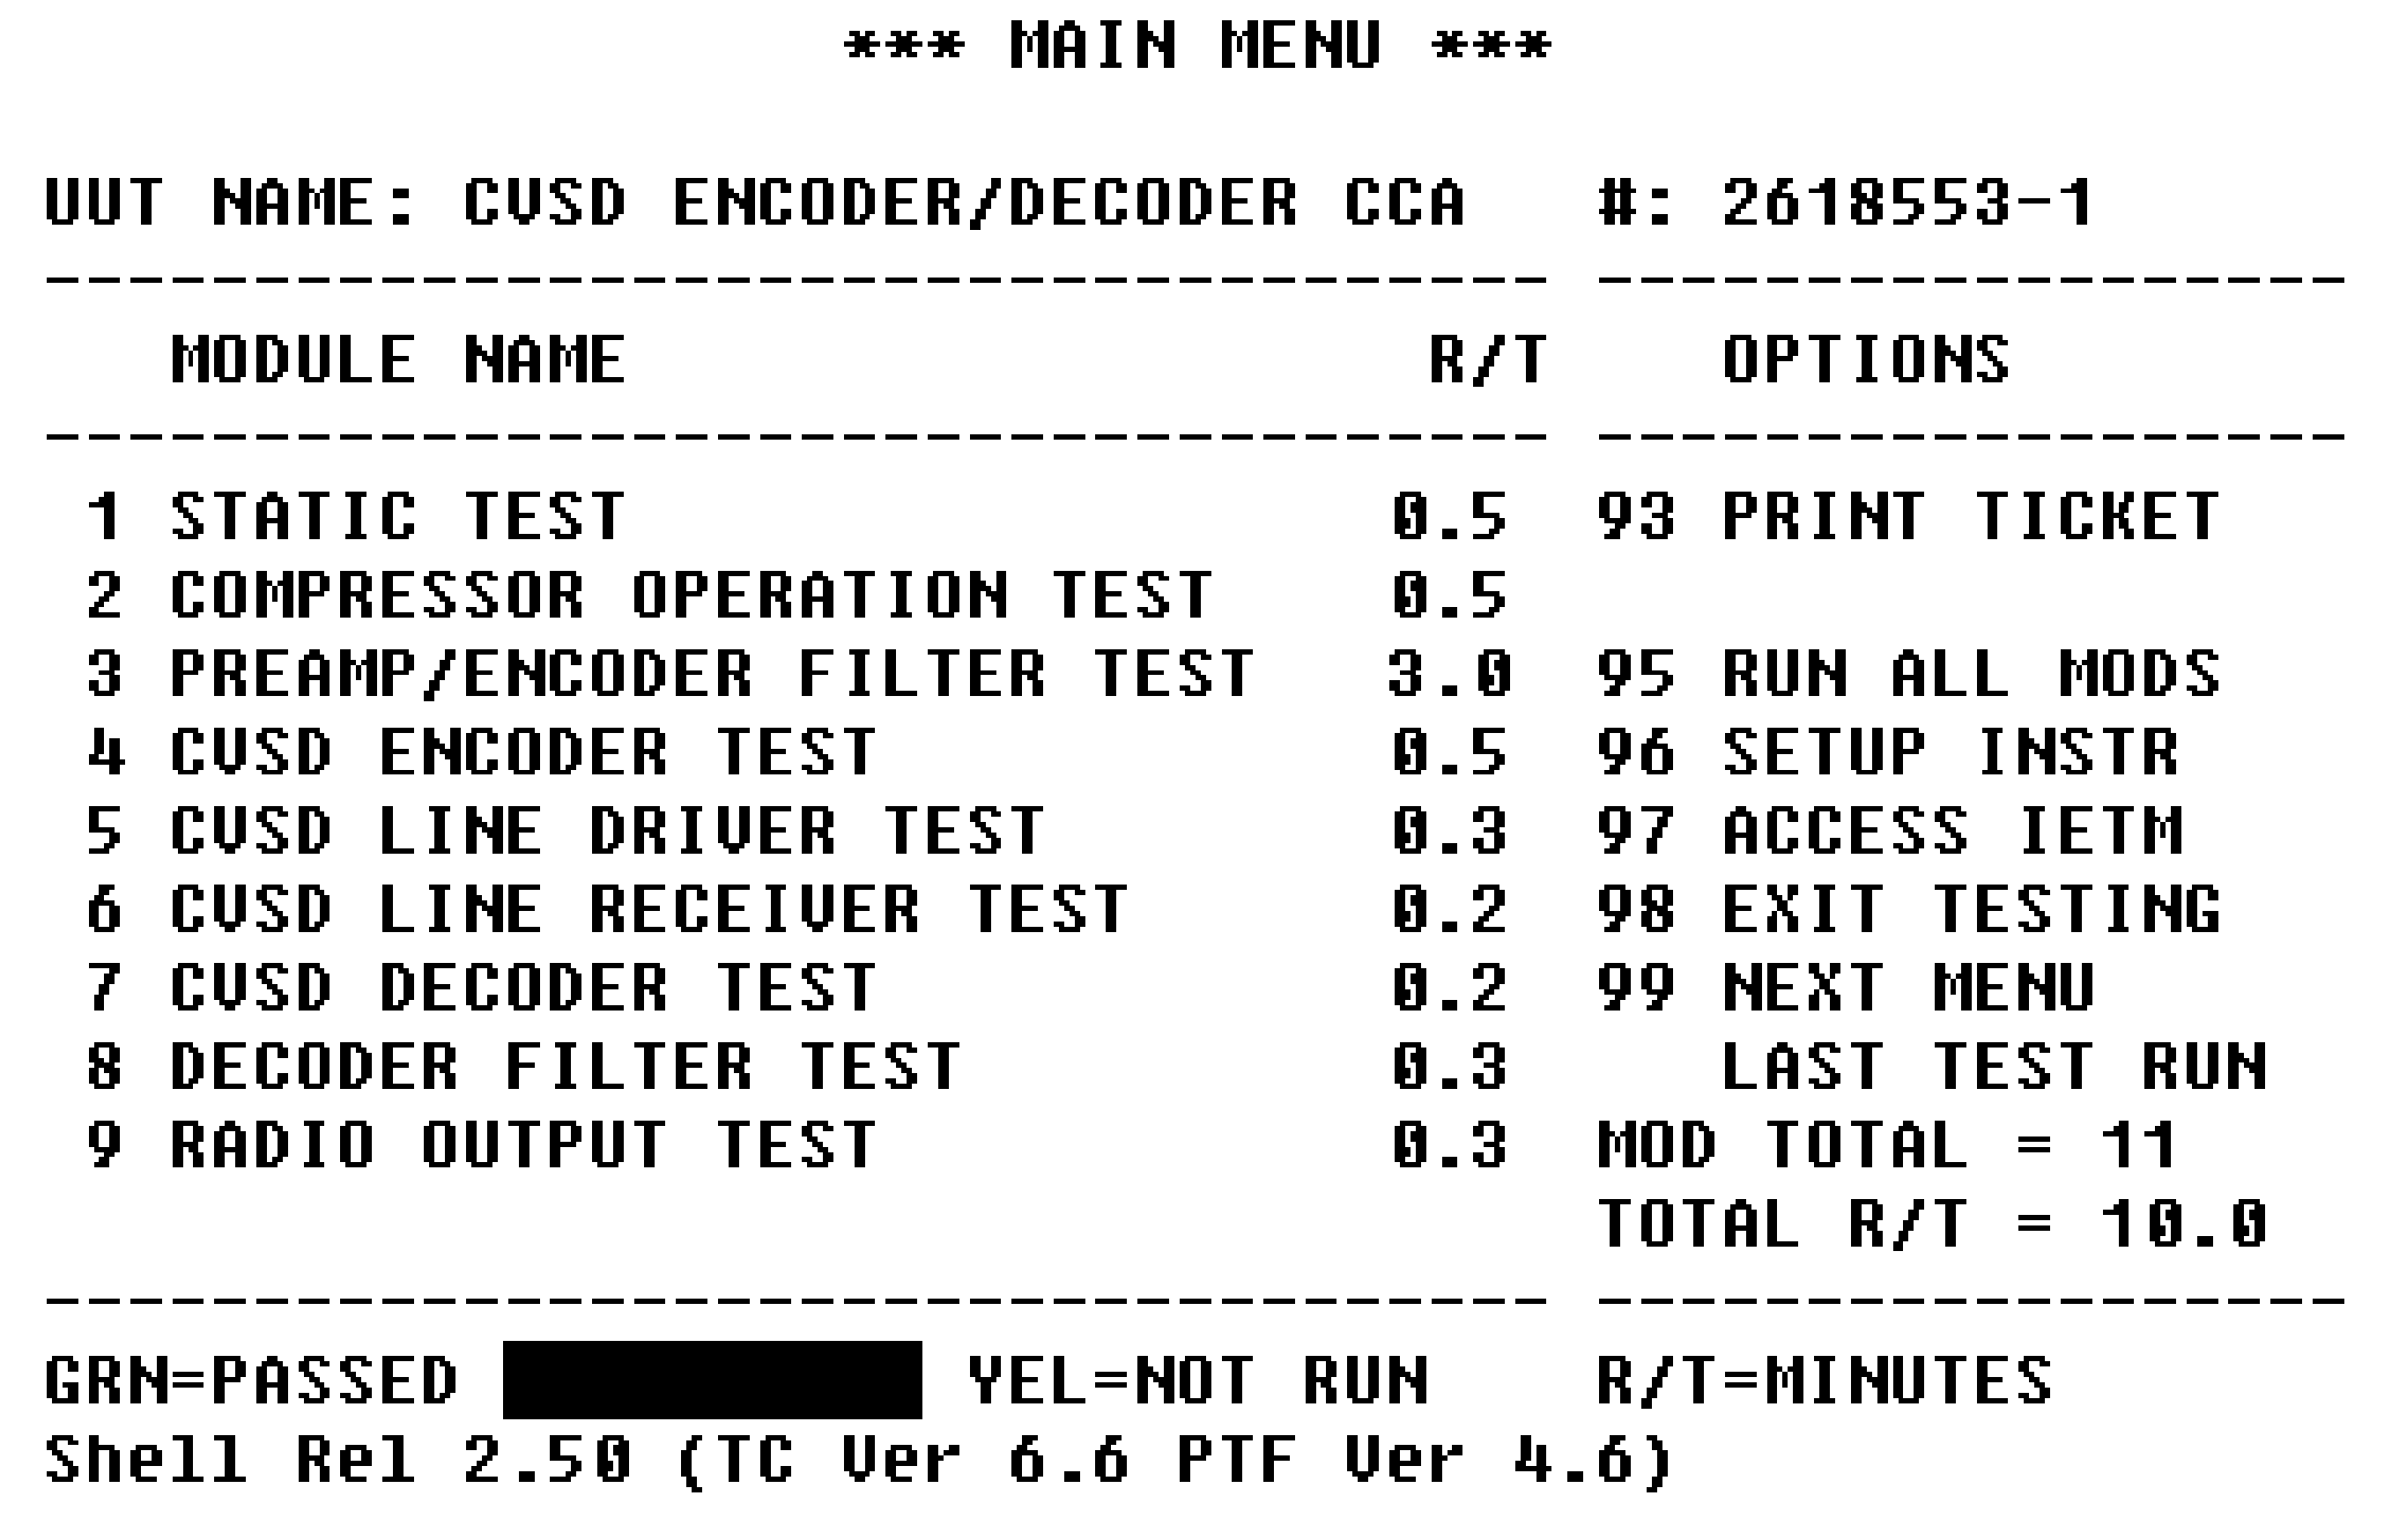 *** MAIN MENU ***
UUT NAME: CVSD ENCODER/DECODER CCA   #: 2618553-1
------------------------------------ ------------------
   MODULE NAME                   R/T    OPTIONS
------------------------------------ ------------------
 1 STATIC TEST                  0.5  93 PRINT TICKET
 2 COMPRESSOR OPERATION TEST    0.5
 3 PREAMP/ENCODER FILTER TEST   3.0  95 RUN ALL MODS
 4 CVSD ENCODER TEST            0.5  96 SETUP INSTR
 5 CVSD LINE DRIVER TEST        0.3  97 ACCESS IETM
 6 CVSD LINE RECEIVER TEST      0.2  98 EXIT TESTING
 7 CVSD DECODER TEST            0.2  99 NEXT MENU
 8 DECODER FILTER TEST          0.3     LAST TEST RUN
 9 RADIO OUTPUT TEST            0.3  MOD TOTAL = 11
                                     TOTAL R/T = 10.0
------------------------------------ ------------------
GRN=PASSED            YEL=NOT RUN    R/T=MINUTES
Shell Rel 2.50 (TC Ver 6.6 PTF Ver 4.6)